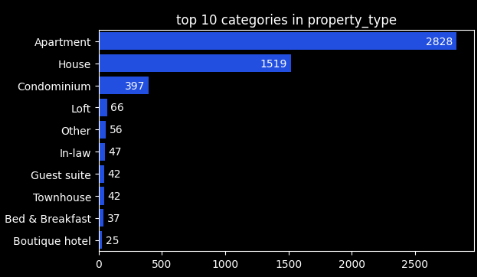 top 10 categories in property_type
Apartment 2828
House 1519
Condominium 397
Loft 66
Other 56
In-law 47
Guest suite 42
Townhouse 42
Bed & Breakfast 37
Boutique hotel 25
0 500 1000 1500 2000 2500